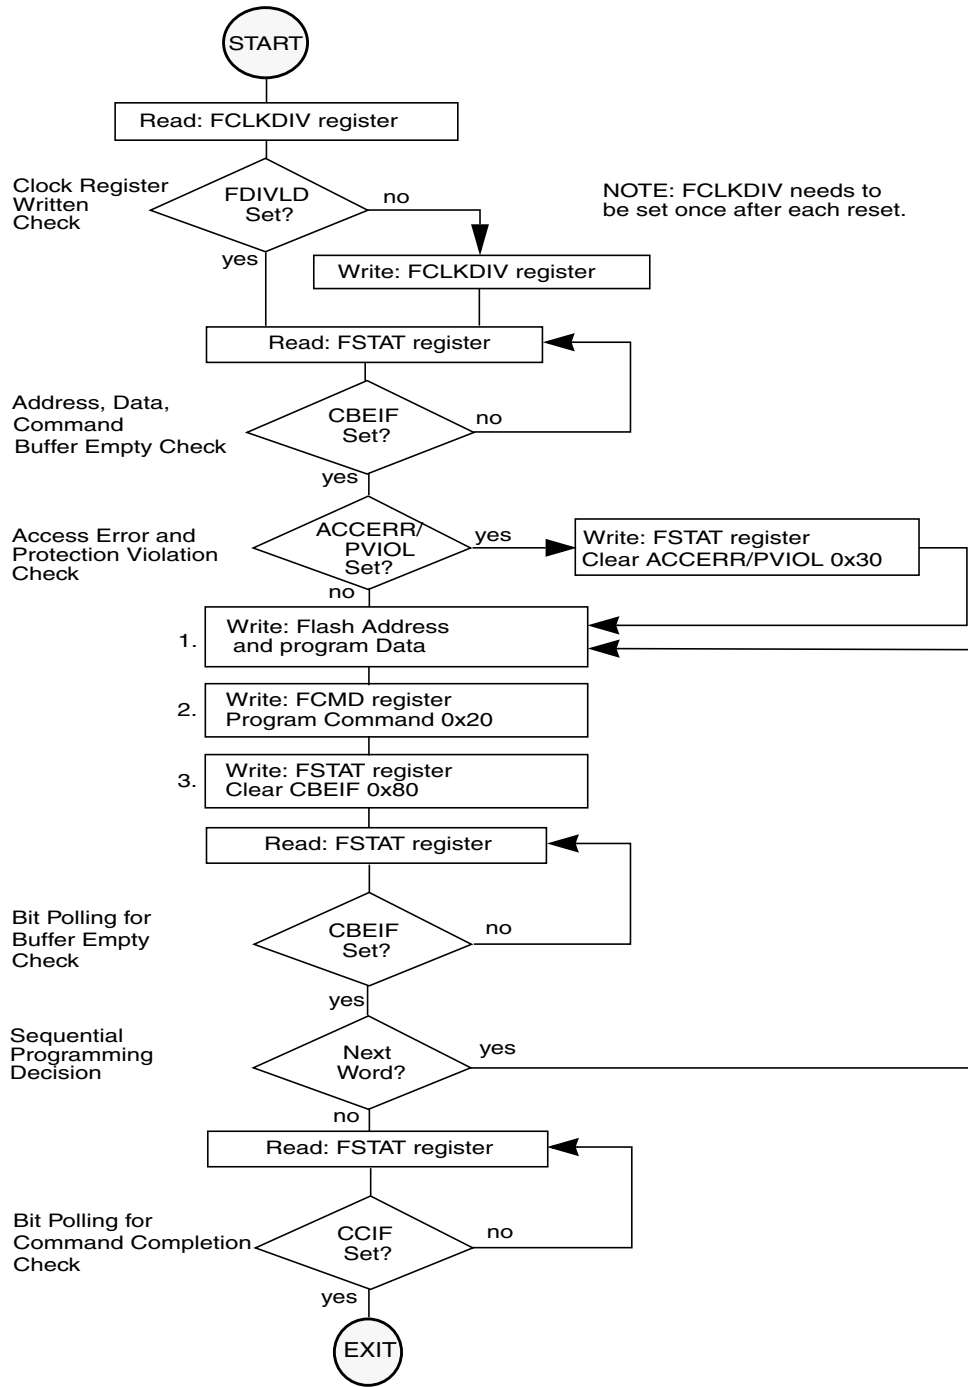 START
Read: FCLKDIV register
Clock Register
Written
Check
FDIVLD
Set?
no
yes
NOTE: FCLKDIV needs to
be set once after each reset.
Write: FCLKDIV register
Read: FSTAT register
Address, Data,
Command
Buffer Empty Check
CBEIF
Set?
no
yes
Access Error and
Protection Violation
Check
ACCERR/
PVIOL
Set?
yes
no
Write: FSTAT register
Clear ACCERR/PVIOL 0x30
1.
Write: Flash Address
and program Data
2.
Write: FCMD register
Program Command 0x20
3.
Write: FSTAT register
Clear CBEIF 0x80
Read: FSTAT register
Bit Polling for
Buffer Empty
Check
CBEIF
Set?
no
yes
Sequential
Programming
Decision
Next
Word?
yes
no
Read: FSTAT register
Bit Polling for
Command Completion
Check
CCIF
Set?
no
yes
EXIT